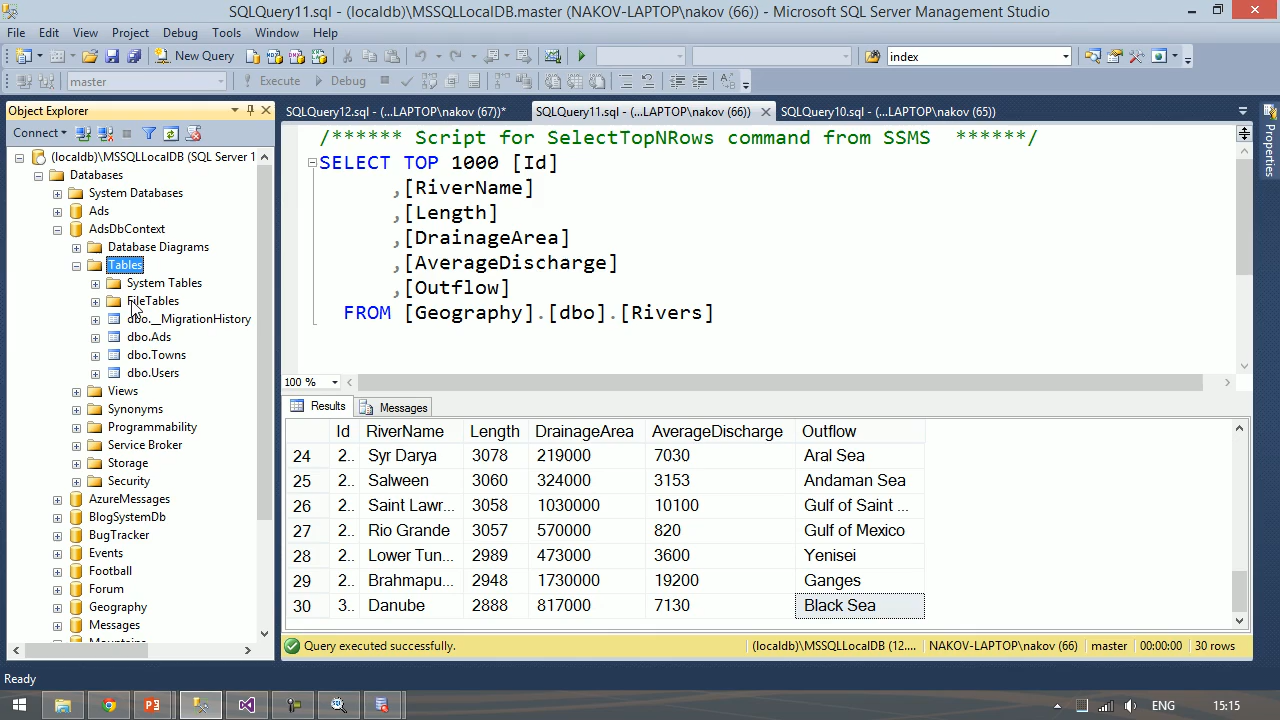 SQLQuery11.sql - (localdb)\MSSQLLocalDB.master (NAKOV-LAPTOP\nakov (66)) - Microsoft SQL Server Management Studio
File Edit View Project Debug Tools Window Help
New Query index
master Execute Debug
Object Explorer
Connect
(localdb)\MSSQLLocalDB (SQL Server 1
Databases
System Databases
Ads
AdsDbContext
Database Diagrams
Tables
System Tables
FileTables
dbo.__MigrationHistory
dbo.Ads
dbo.Towns
dbo.Users
Views
Synonyms
Programmability
Service Broker
Storage
Security
AzureMessages
BlogSystemDb
BugTracker
Events
Football
Forum
Geography
Messages
Mountains
SQLQuery12.sql - (...LAPTOP\nakov (67))* SQLQuery11.sql - (...LAPTOP\nakov (66)) SQLQuery10.sql - (...LAPTOP\nakov (65))
/****** Script for SelectTopNRows command from SSMS ******/
SELECT TOP 1000 [Id]
,[RiverName]
,[Length]
,[DrainageArea]
,[AverageDischarge]
,[Outflow]
FROM [Geography].[dbo].[Rivers]
100 %
Results Messages
Id RiverName Length DrainageArea AverageDischarge Outflow
24 2.. Syr Darya 3078 219000 7030 Aral Sea
25 2.. Salween 3060 324000 3153 Andaman Sea
26 2.. Saint Lawr... 3058 1030000 10100 Gulf of Saint ...
27 2.. Rio Grande 3057 570000 820 Gulf of Mexico
28 2.. Lower Tun... 2989 473000 3600 Yenisei
29 2.. Brahmapu... 2948 1730000 19200 Ganges
30 3.. Danube 2888 817000 7130 Black Sea
Query executed successfully. (localdb)\MSSQLLocalDB (12.... NAKOV-LAPTOP\nakov (66) master 00:00:00 30 rows
Properties
Ready
ENG 15:15